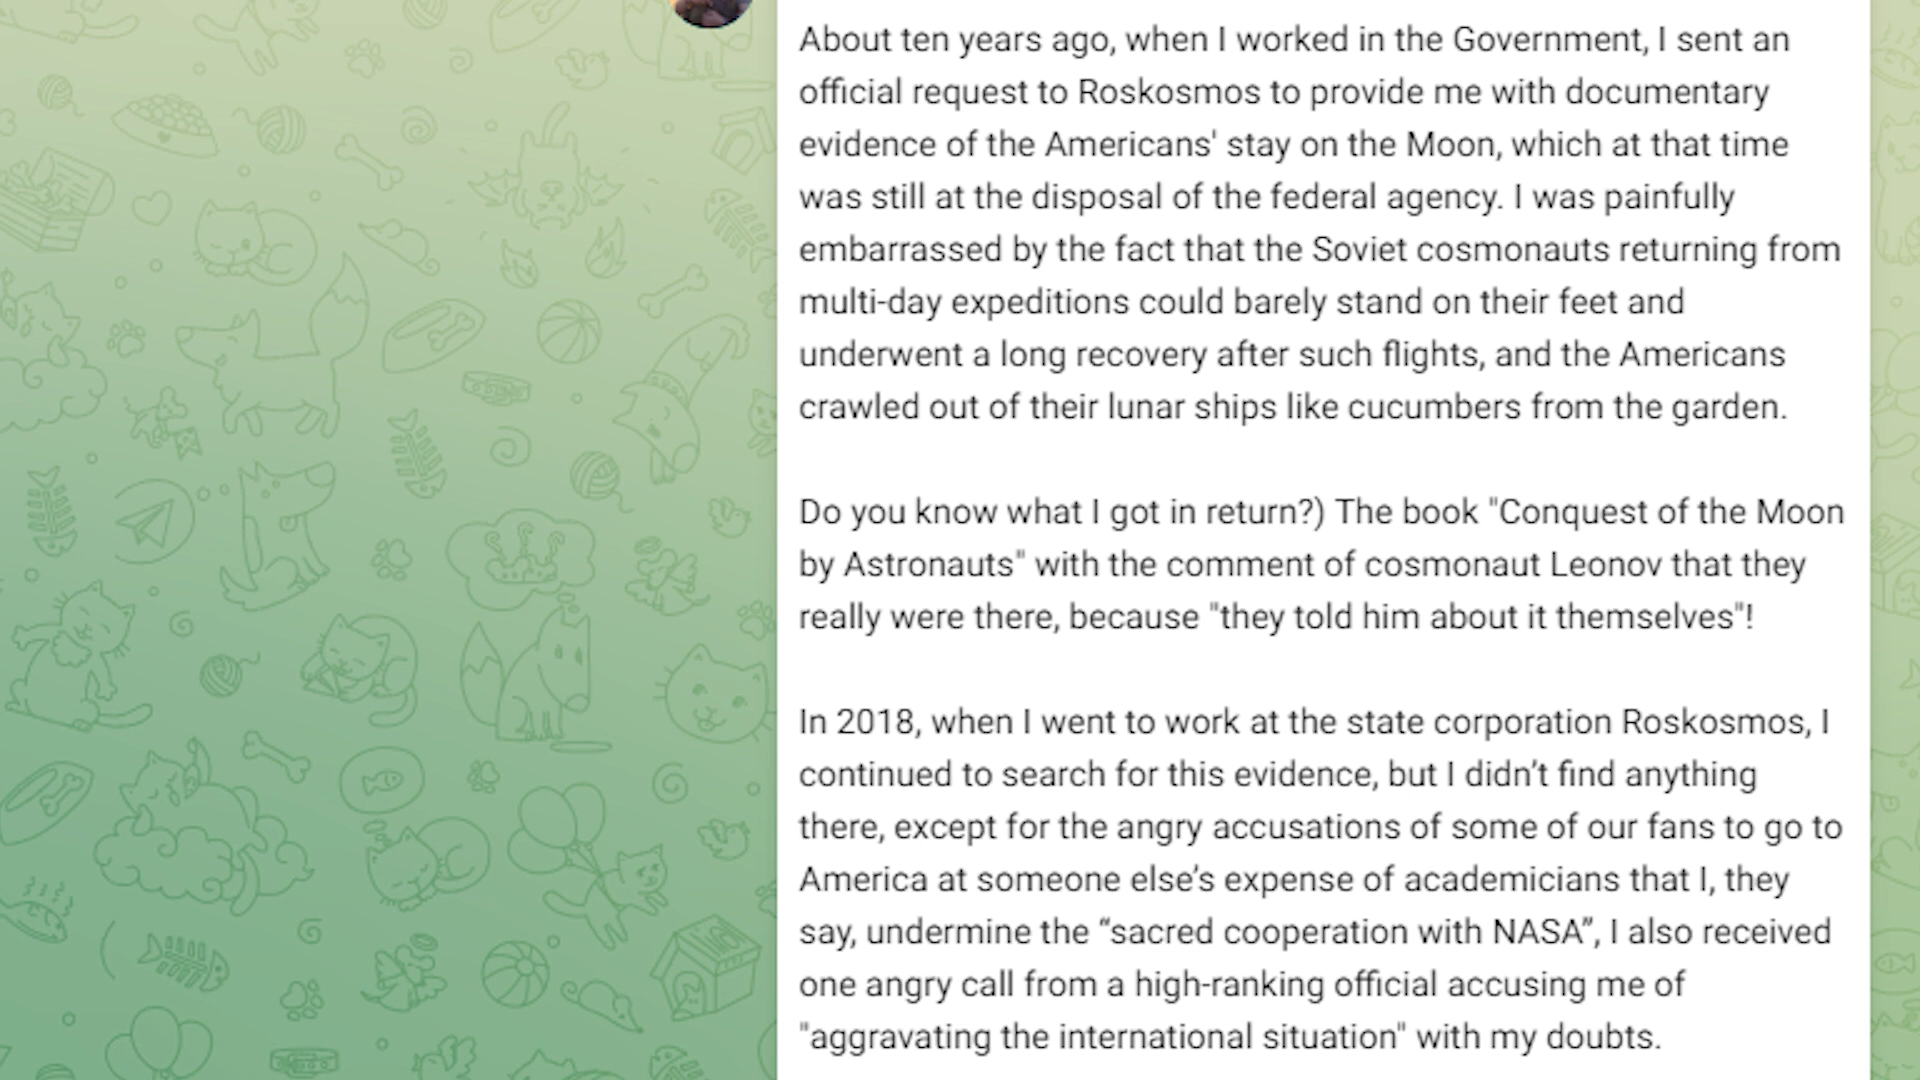 About ten years ago, when I worked in the Government, I sent an
official request to Roskosmos to provide me with documentary
evidence of the Americans' stay on the Moon, which at that time
was still at the disposal of the federal agency. I was painfully
embarrassed by the fact that the Soviet cosmonauts returning from
multi-day expeditions could barely stand on their feet and
underwent a long recovery after such flights, and the Americans
crawled out of their lunar ships like cucumbers from the garden.
Do you know what I got in return?) The book "Conquest of the Moon
by Astronauts" with the comment of cosmonaut Leonov that they
really were there, because "they told him about it themselves"!
In 2018, when I went to work at the state corporation Roskosmos, I
continued to search for this evidence, but I didn’t find anything
there, except for the angry accusations of some of our fans to go to
America at someone else’s expense of academicians that I, they
say, undermine the “sacred cooperation with NASA”, I also received
one angry call from a high-ranking official accusing me of
"aggravating the international situation" with my doubts.